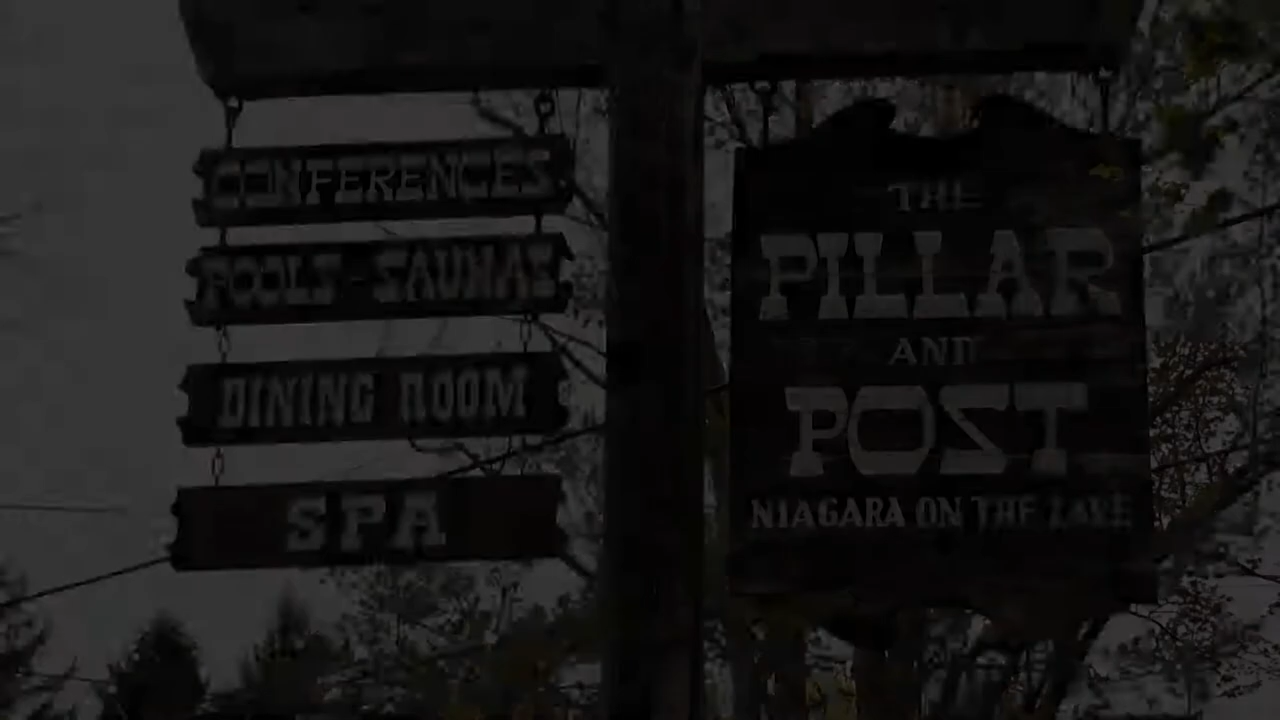 CONFERENCES
POOLS - SAUNAS
DINING ROOM
SPA
THE
PILLAR
AND
POST
NIAGARA ON THE LAKE